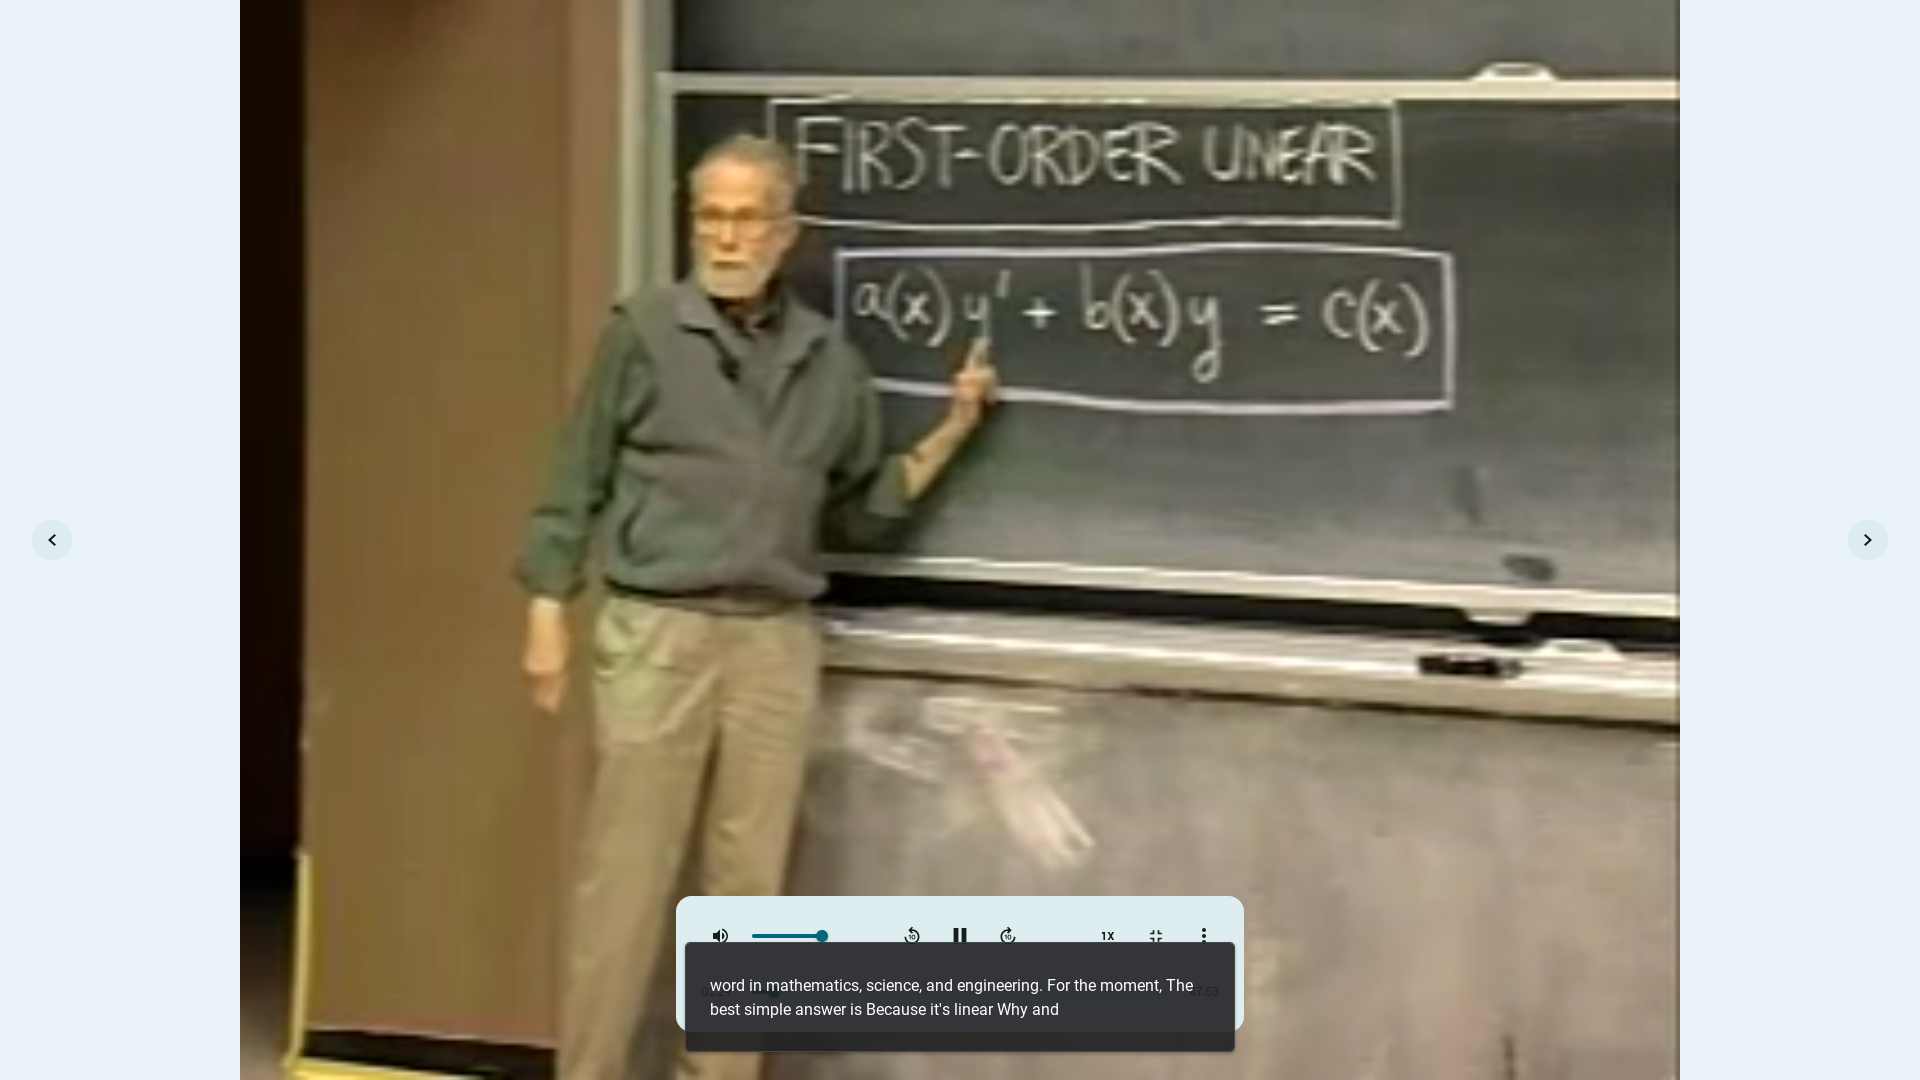 FIRST-ORDER LINEAR
a(x)y' + b(x)y = c(x)
1X
word in mathematics, science, and engineering. For the moment, The
best simple answer is Because it's linear Why and